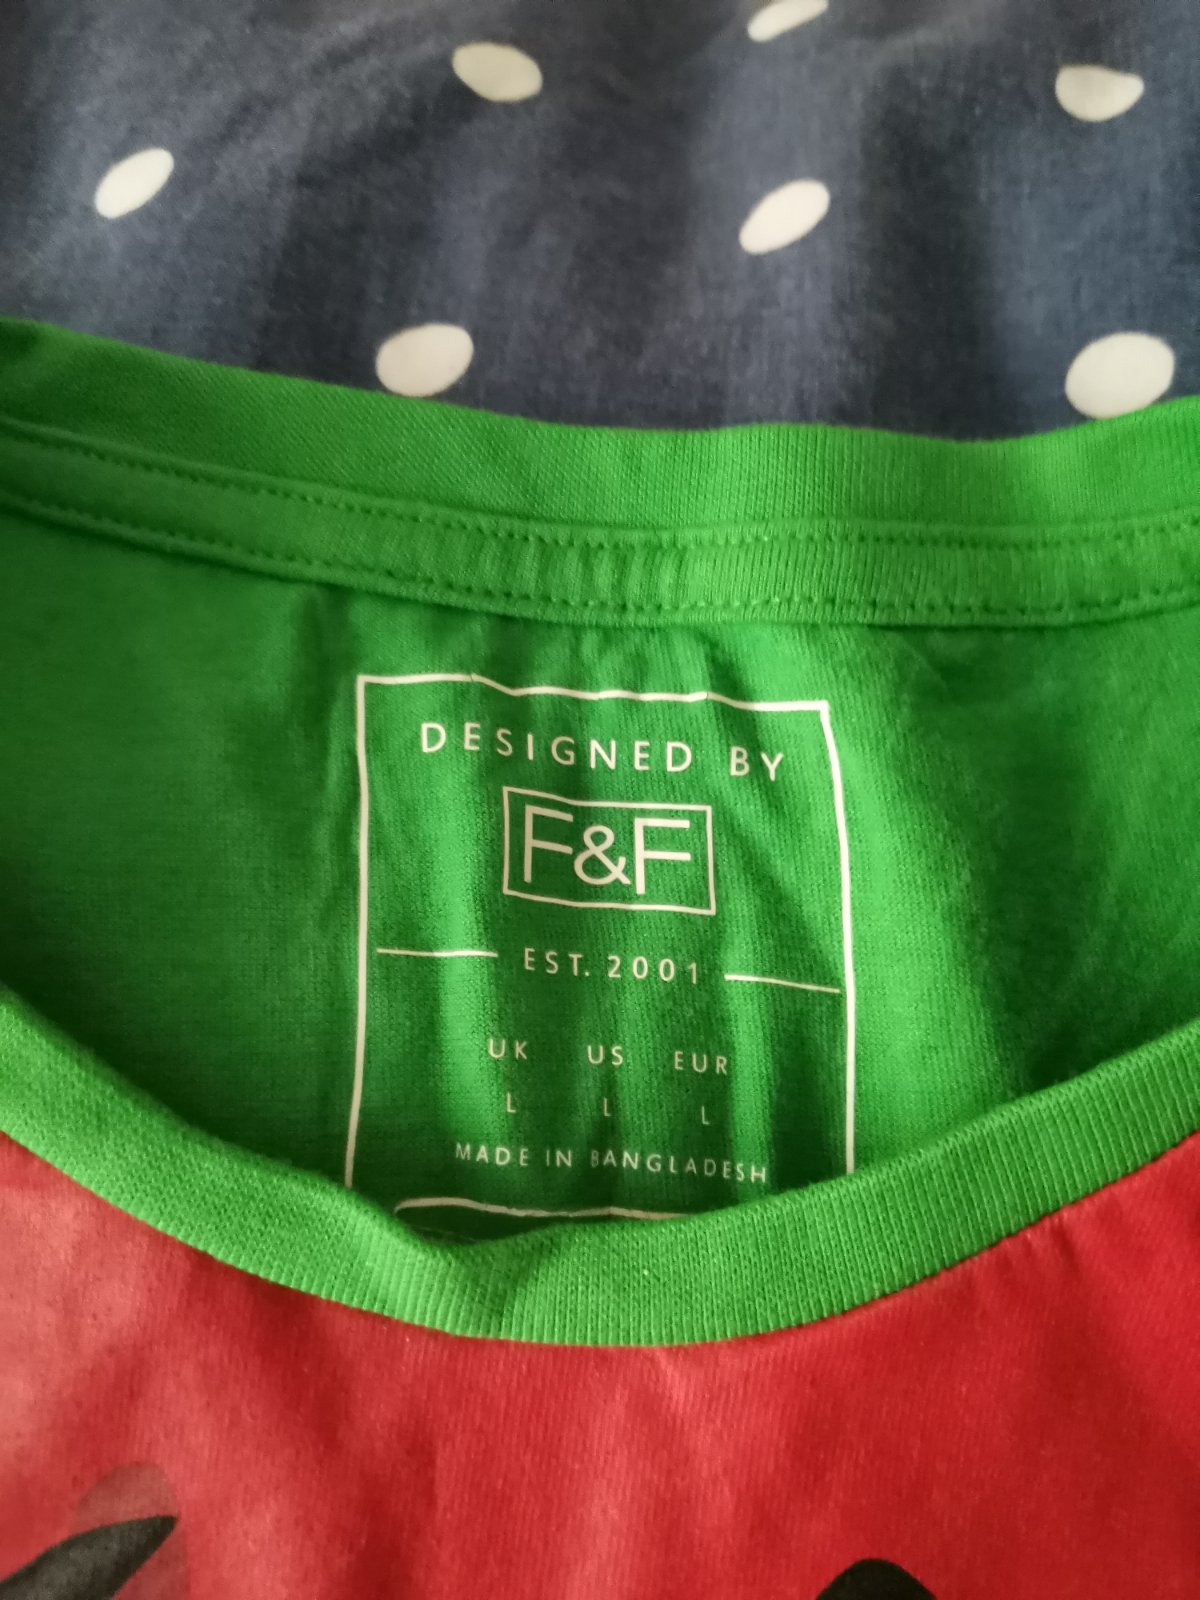 DESIGNED BY
F&F
EST. 2001
UK US EUR
L L L
MADE IN BANGLADESH